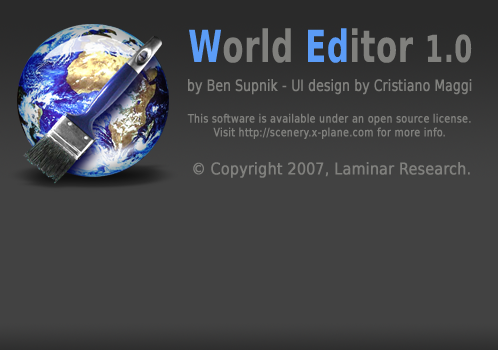 World Editor 1.0
by Ben Supnik - UI design by Cristiano Maggi
This software is available under an open source license.
Visit http://scenery.x-plane.com for more info.
© Copyright 2007, Laminar Research.